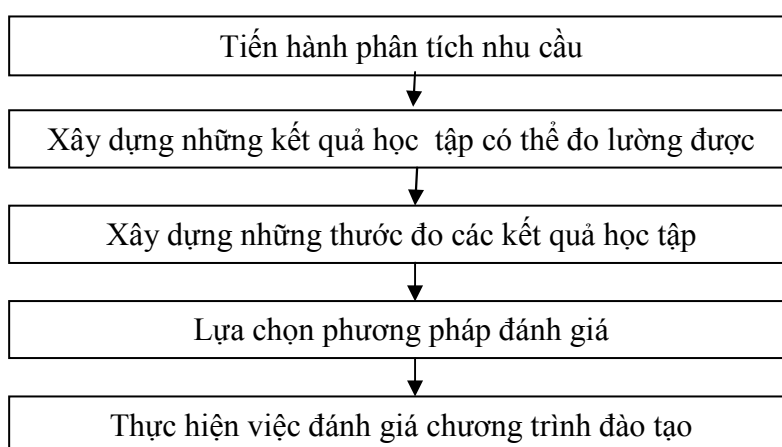 Tiến hành phân tích nhu cầu
Xây dựng những kết quả học tập có thể đo lường được
Xây dựng những thước đo các kết quả học tập
Lựa chọn phương pháp đánh giá
Thực hiện việc đánh giá chương trình đào tạo